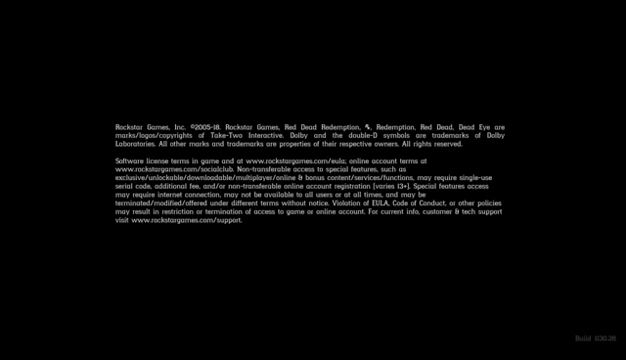 Rockstar Games, Inc. ©2005-18. Rockstar Games, Red Dead Redemption, , Redemption, Red Dead, Dead Eye are
marks/logos/copyrights of Take-Two Interactive. Dolby and the double-D symbols are trademarks of Dolby
Laboratories. All other marks and trademarks are properties of their respective owners. All rights reserved.
Software license terms in game and at www.rockstargames.com/eula; online account terms at
www.rockstargames.com/socialclub. Non-transferable access to special features, such as
exclusive/unlockable/downloadable/multiplayer/online & bonus content/services/functions, may require single-use
serial code, additional fee, and/or non-transferable online account registration (varies 13+). Special features access
may require internet connection, may not be available to all users or at all times, and may be
terminated/modified/offered under different terms without notice. Violation of EULA, Code of Conduct, or other policies
may result in restriction or termination of access to game or online account. For current info, customer & tech support
visit www.rockstargames.com/support.
Build